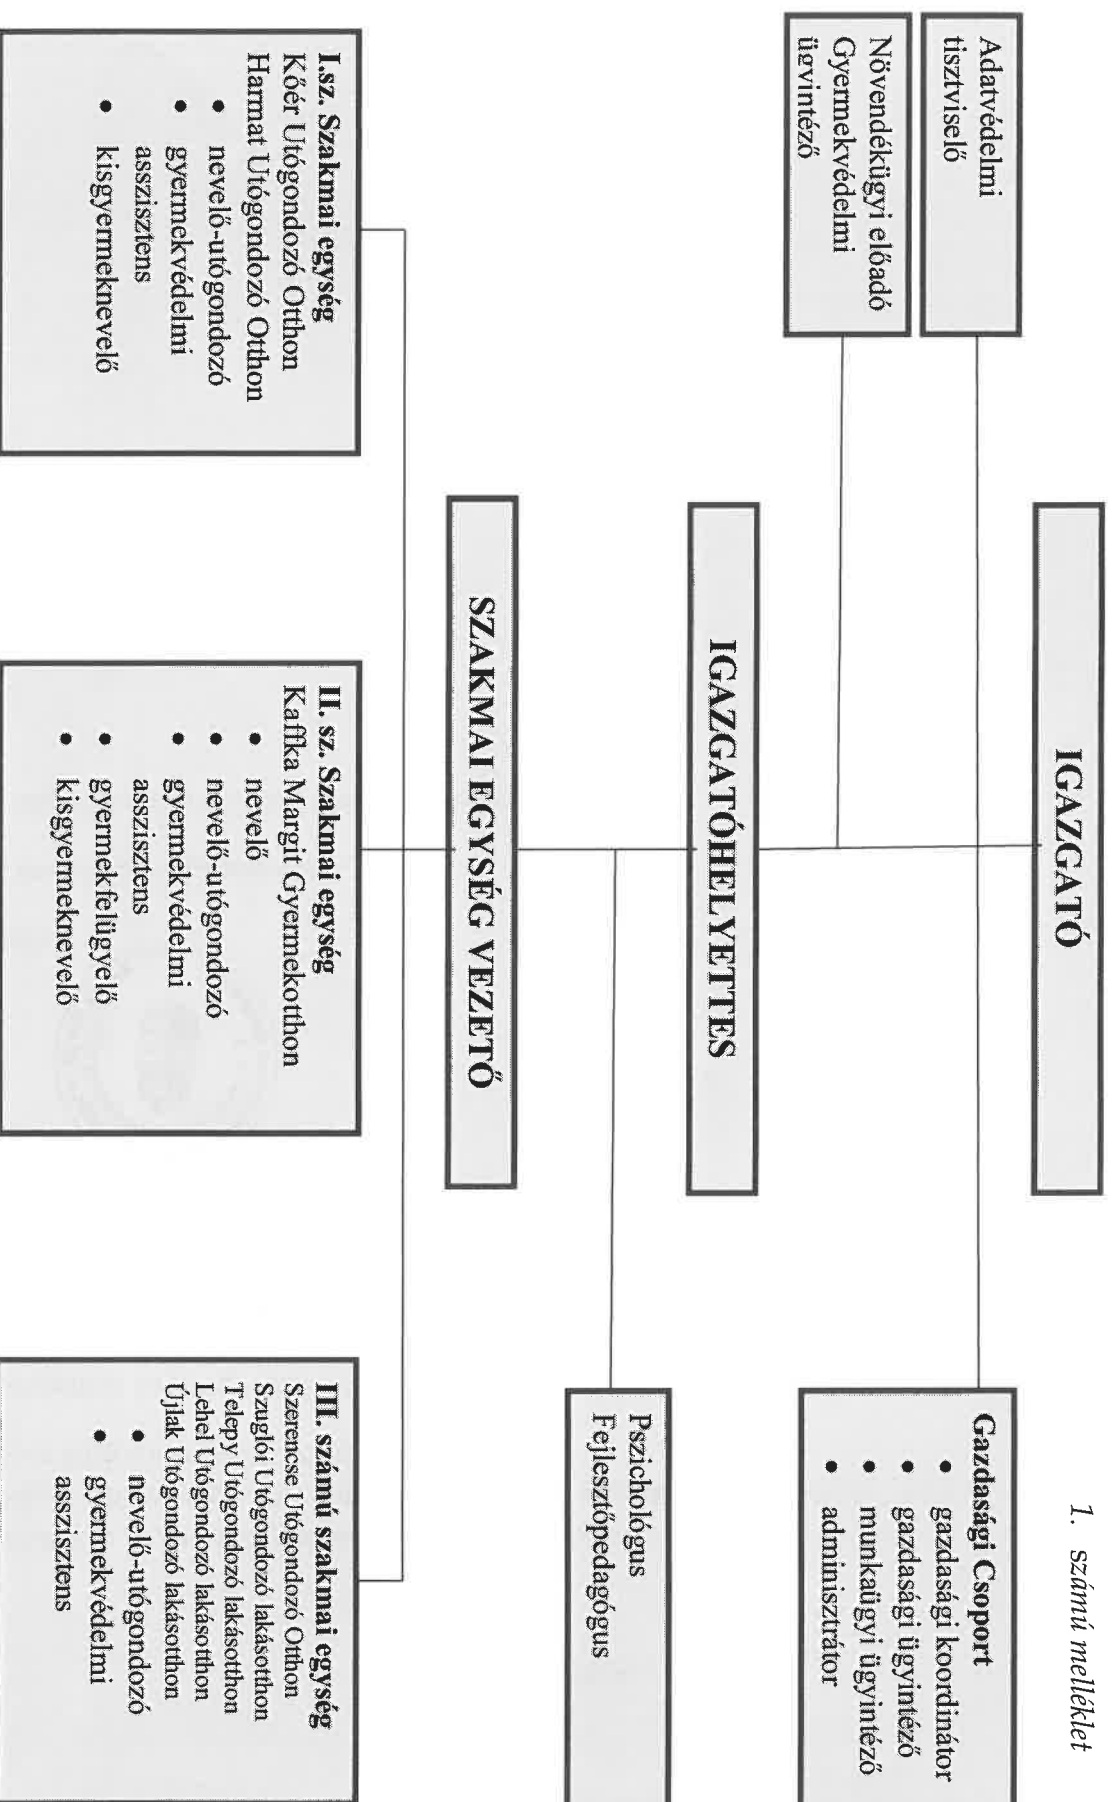 1. számú melléklet
IGAZGATÓ
Adatvédelmi
tisztviselő
Növendékügyi előadó
Gyermekvédelmi
ügyintéző
Gazdasági Csoport
• gazdasági koordinátor
• gazdasági ügyintéző
• munkaügyi ügyintéző
• adminisztrátor
IGAZGATÓHELYETTES
Pszichológus
Fejlesztőpedagógus
SZAKMAI EGYSÉG VEZETŐ
I.sz. Szakmai egység
Kőér Utógondozó Otthon
Harmat Utógondozó Otthon
• nevelő-utógondozó
• gyermekvédelmi
asszisztens
• kisgyermeknevelő
II. sz. Szakmai egység
Kaffka Margit Gyermekotthon
• nevelő
• nevelő-utógondozó
• gyermekvédelmi
asszisztens
• gyermekfelügyelő
• kisgyermeknevelő
III. számú szakmai egység
Szerencse Utógondozó Otthon
Szuglói Utógondozó lakásotthon
Telepy Utógondozó lakásotthon
Lehel Utógondozó lakásotthon
Újlak Utógondozó lakásotthon
• nevelő-utógondozó
• gyermekvédelmi
asszisztens